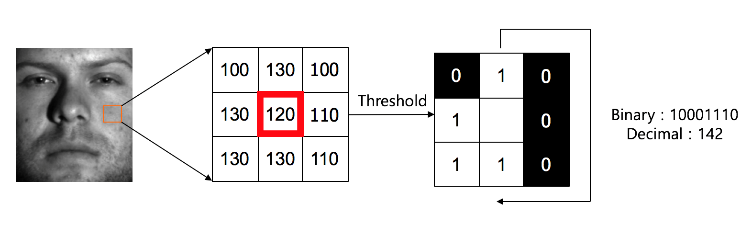 100 130 100
130 120 110
130 130 110
Threshold
0 1 0
1 0
1 1 0
Binary : 10001110
Decimal : 142